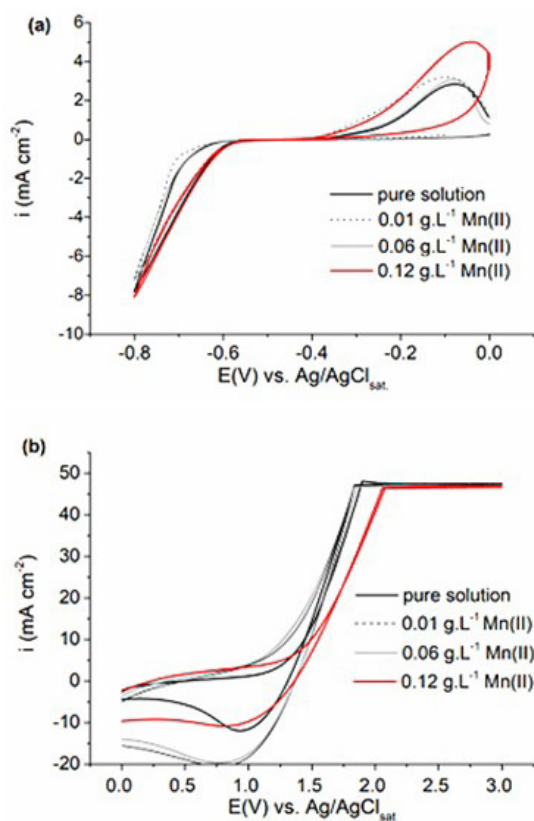 (a)
6
4
2
0
-2
-4
-6
-8
-10
i (mA cm-2)
pure solution
0.01 g.L-1 Mn(II)
0.06 g.L-1 Mn(II)
0.12 g.L-1 Mn(II)
-0.8 -0.6 -0.4 -0.2 0.0
E(V) vs. Ag/AgClsat.
(b)
50
40
30
20
10
0
-10
-20
i (mA cm-2)
pure solution
0.01 g.L-1 Mn(II)
0.06 g.L-1 Mn(II)
0.12 g.L-1 Mn(II)
0.0 0.5 1.0 1.5 2.0 2.5 3.0
E(V) vs. Ag/AgClsat